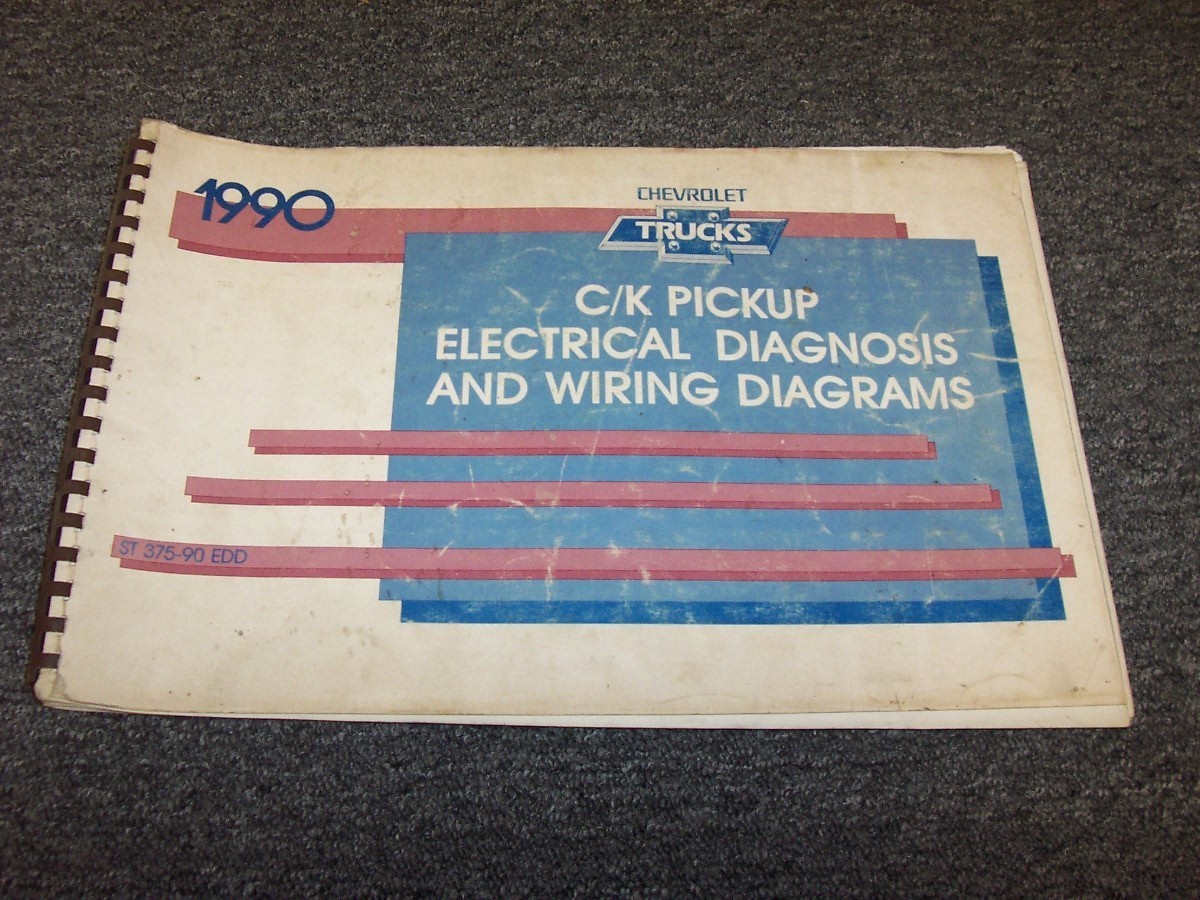 1990
CHEVROLET
TRUCKS
C/K PICKUP
ELECTRICAL DIAGNOSIS
AND WIRING DIAGRAMS
ST 375-90 EDD